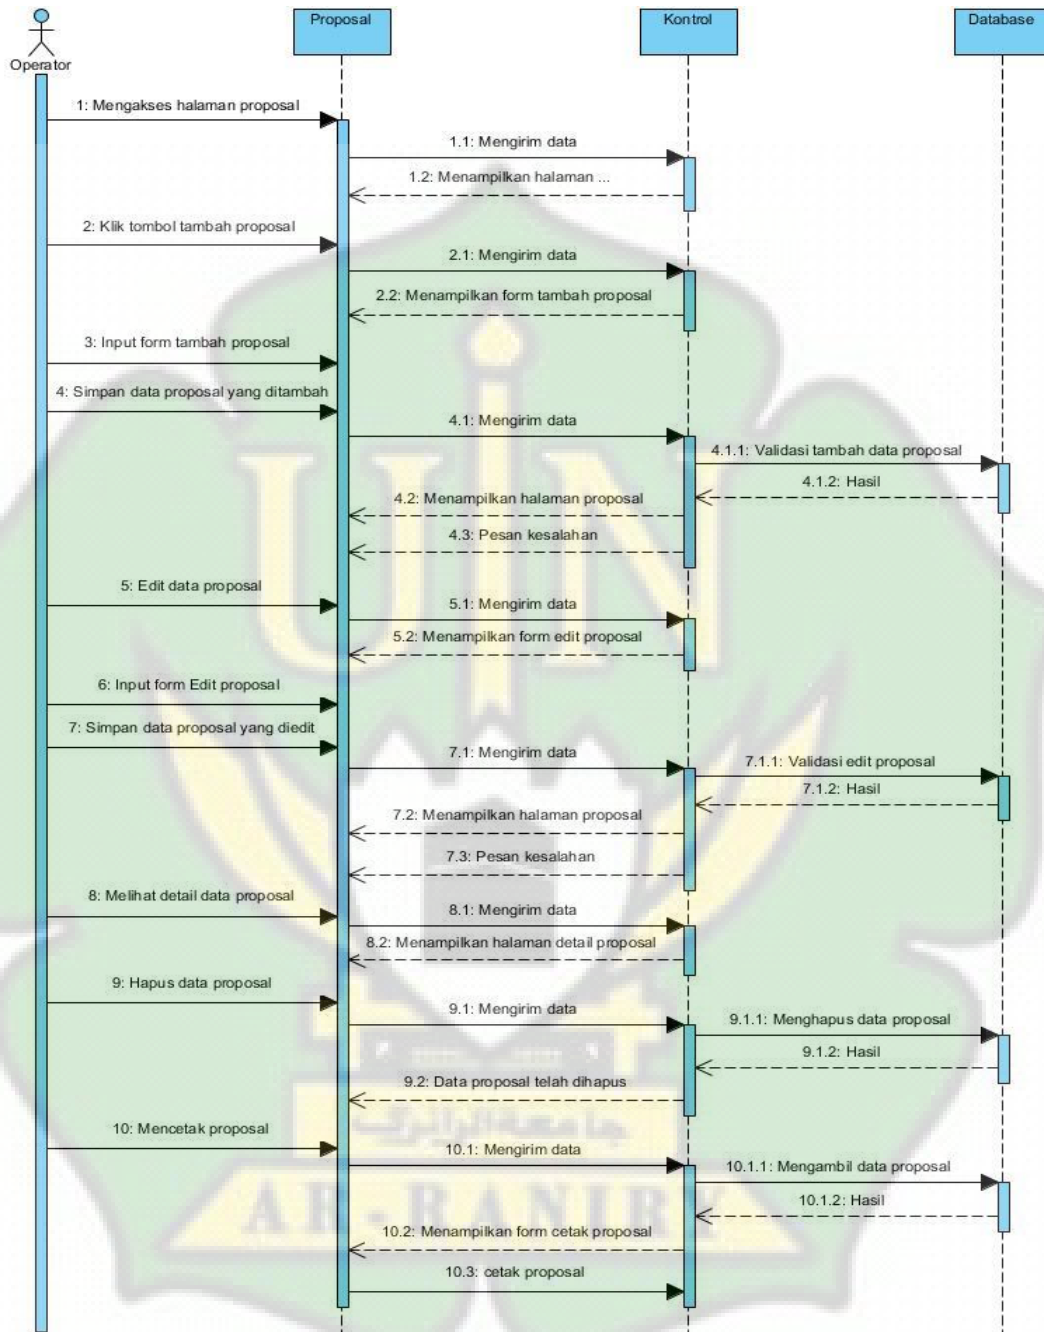 Proposal
Kontrol
Database
Operator
1: Mengakses halaman proposal
1.1: Mengirim data
1.2: Menampilkan halaman ...
2: Klik tombol tambah proposal
2.1: Mengirim data
2.2: Menampilkan form tambah proposal
3: Input form tambah proposal
4: Simpan data proposal yang ditambah
4.1: Mengirim data
4.1.1: Validasi tambah data proposal
4.1.2: Hasil
4.2: Menampilkan halaman proposal
4.3: Pesan kesalahan
5: Edit data proposal
5.1: Mengirim data
5.2: Menampilkan form edit proposal
6: Input form Edit proposal
7: Simpan data proposal yang diedit
7.1: Mengirim data
7.1.1: Validasi edit proposal
7.1.2: Hasil
7.2: Menampilkan halaman proposal
7.3: Pesan kesalahan
8: Melihat detail data proposal
8.1: Mengirim data
8.2: Menampilkan halaman detail proposal
9: Hapus data proposal
9.1: Mengirim data
9.1.1: Menghapus data proposal
9.1.2: Hasil
9.2: Data proposal telah dihapus
10: Mencetak proposal
10.1: Mengirim data
10.1.1: Mengambil data proposal
10.1.2: Hasil
10.2: Menampilkan form cetak proposal
10.3: cetak proposal
UIN
جامعة الرانري
AR-RANIRY